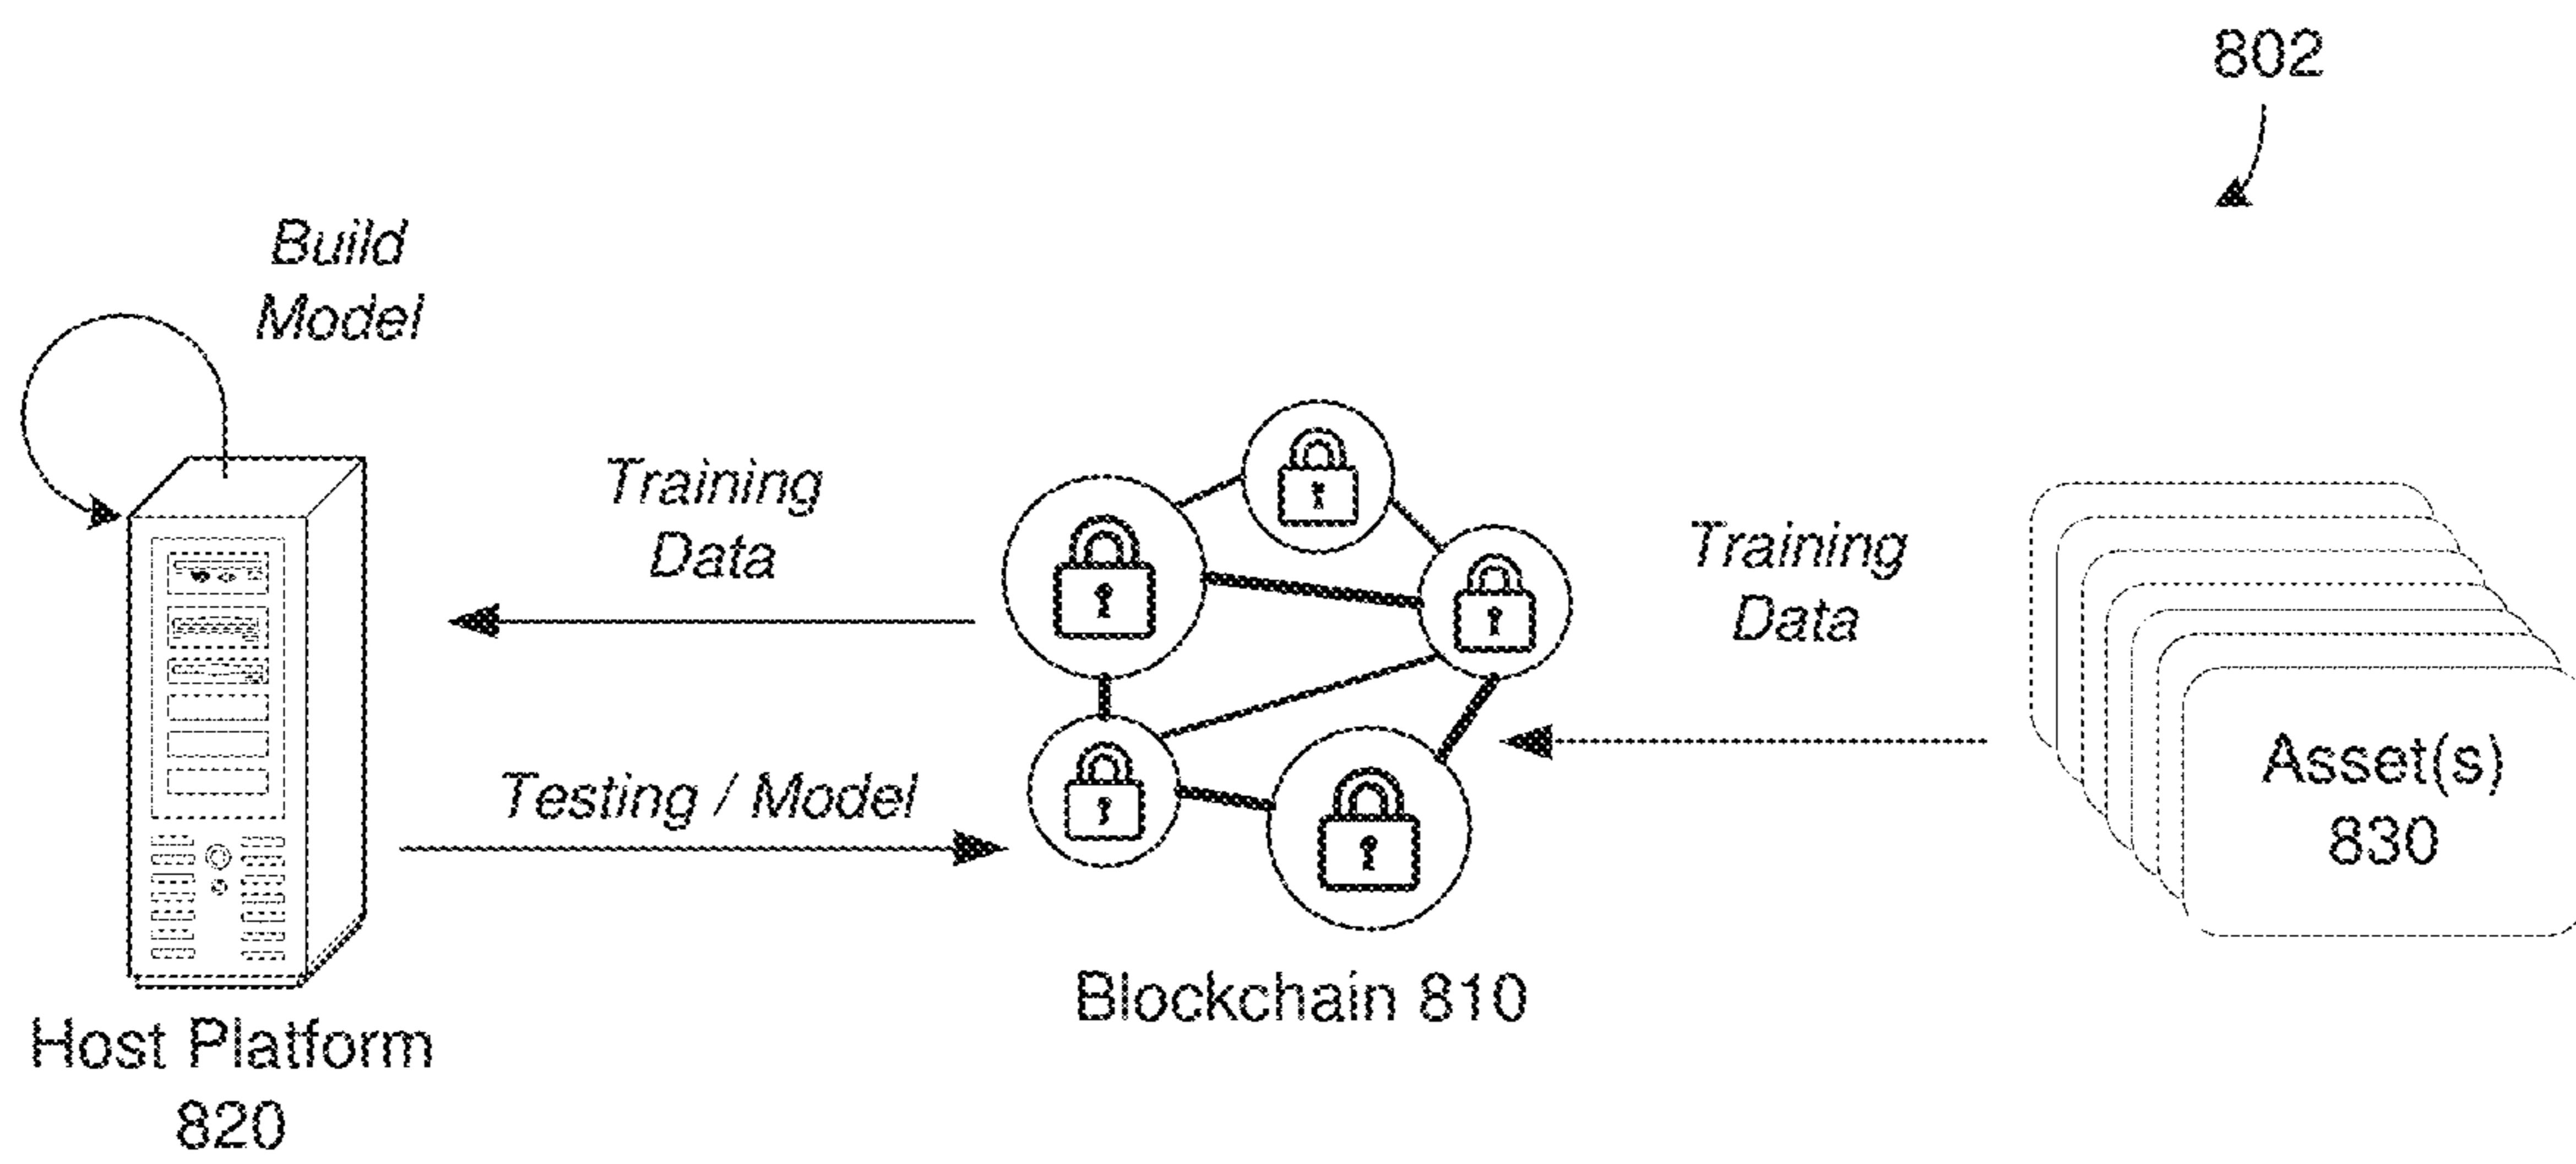 802
Build
Model
Training
Data
Training
Data
Testing / Model
Asset(s)
830
Blockchain 810
Host Platform
820